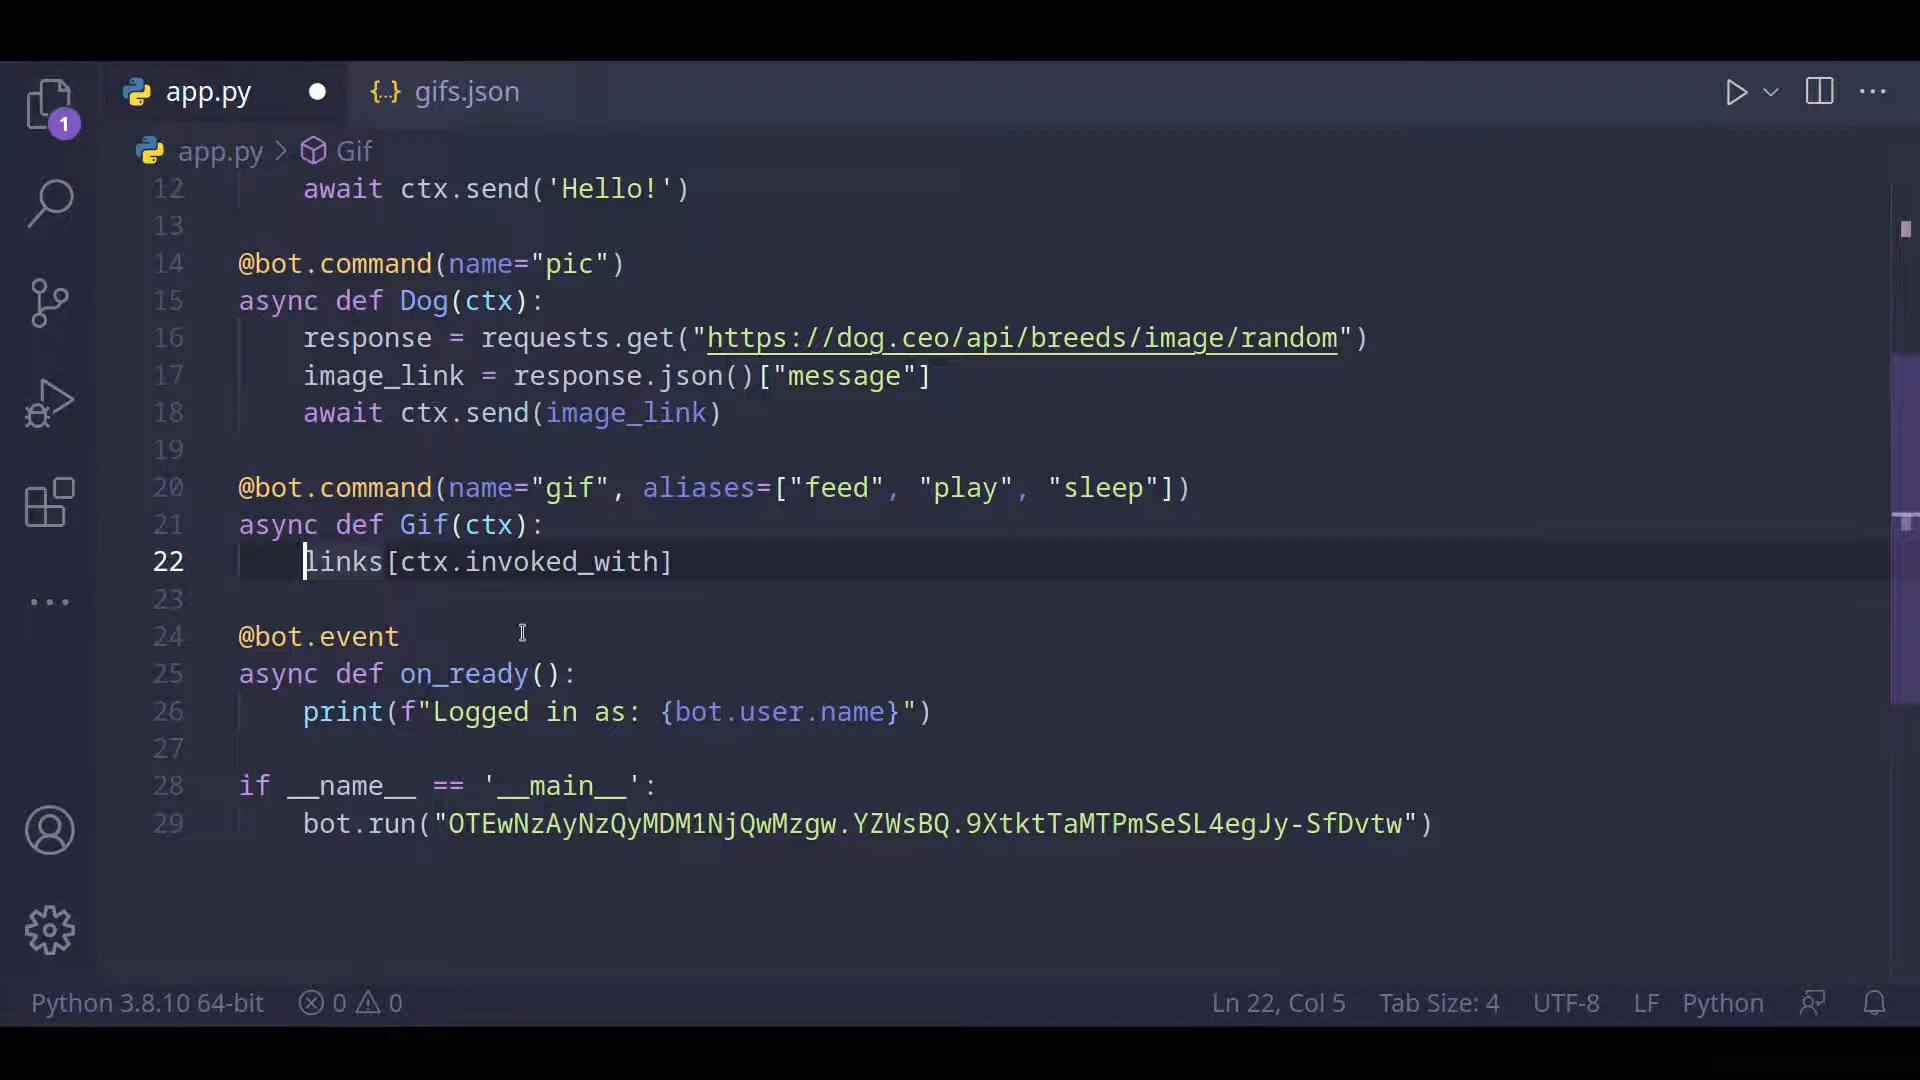 app.py
{..} gifs.json
1
app.py > Gif
12 await ctx.send('Hello!')
13
14 @bot.command(name="pic")
15 async def Dog(ctx):
16 response = requests.get("https://dog.ceo/api/breeds/image/random")
17 image_link = response.json()["message"]
18 await ctx.send(image_link)
19
20 @bot.command(name="gif", aliases=["feed", "play", "sleep"])
21 async def Gif(ctx):
22 links[ctx.invoked_with]
23
24 @bot.event
25 async def on_ready():
26 print(f"Logged in as: {bot.user.name}")
27
28 if __name__ == '__main__':
29 bot.run("OTEwNzAyNzQyMDM1NjQwMzgw.YZWsBQ.9XtktTaMTPmSeSL4egJy-SfDvtw")
Python 3.8.10 64-bit 0 0 Ln 22, Col 5 Tab Size: 4 UTF-8 LF Python